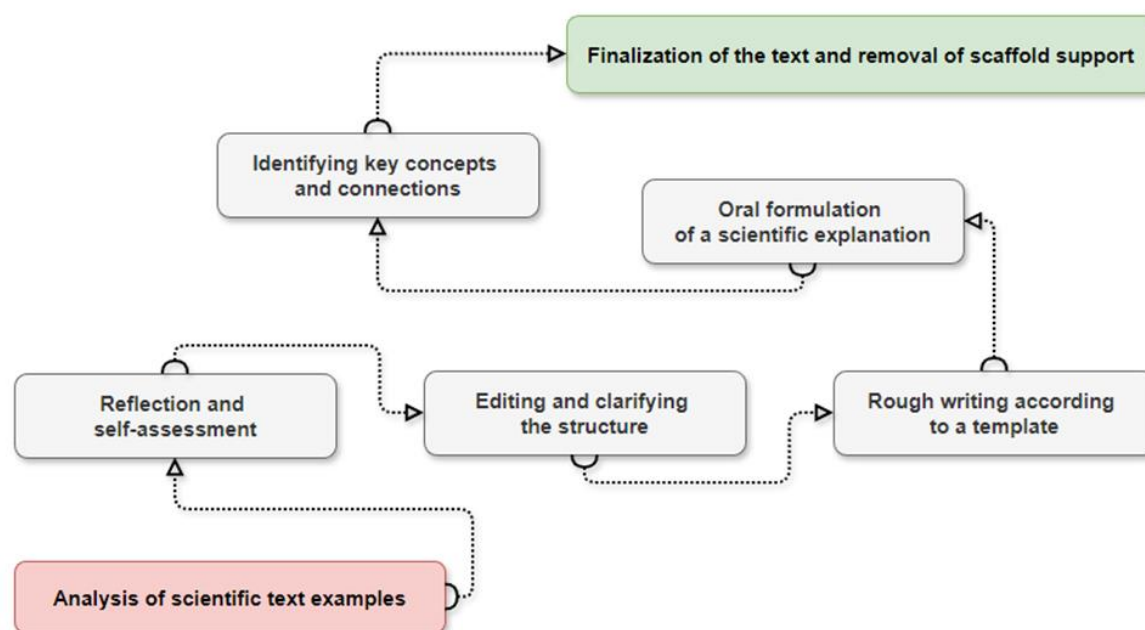 Finalization of the text and removal of scaffold support
Identifying key concepts
and connections
Oral formulation
of a scientific explanation
Reflection and
self-assessment
Editing and clarifying
the structure
Rough writing according
to a template
Analysis of scientific text examples